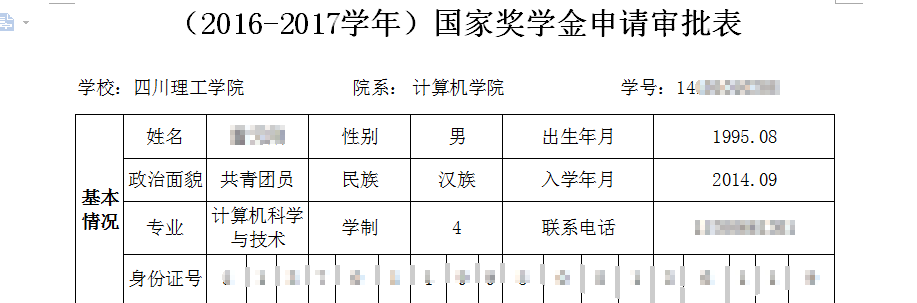 （2016-2017学年）国家奖学金申请审批表
学校：四川理工学院 院系：计算机学院 学号：14
姓名 性别 男 出生年月 1995.08
政治面貌 共青团员 民族 汉族 入学年月 2014.09
基本
情况
专业 计算机科学
与技术 学制 4 联系电话
身份证号